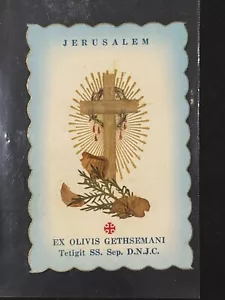 JERUSALEM
EX OLIVIS GETHSEMANI
Tetigit SS. Sep. D.N.J.C.